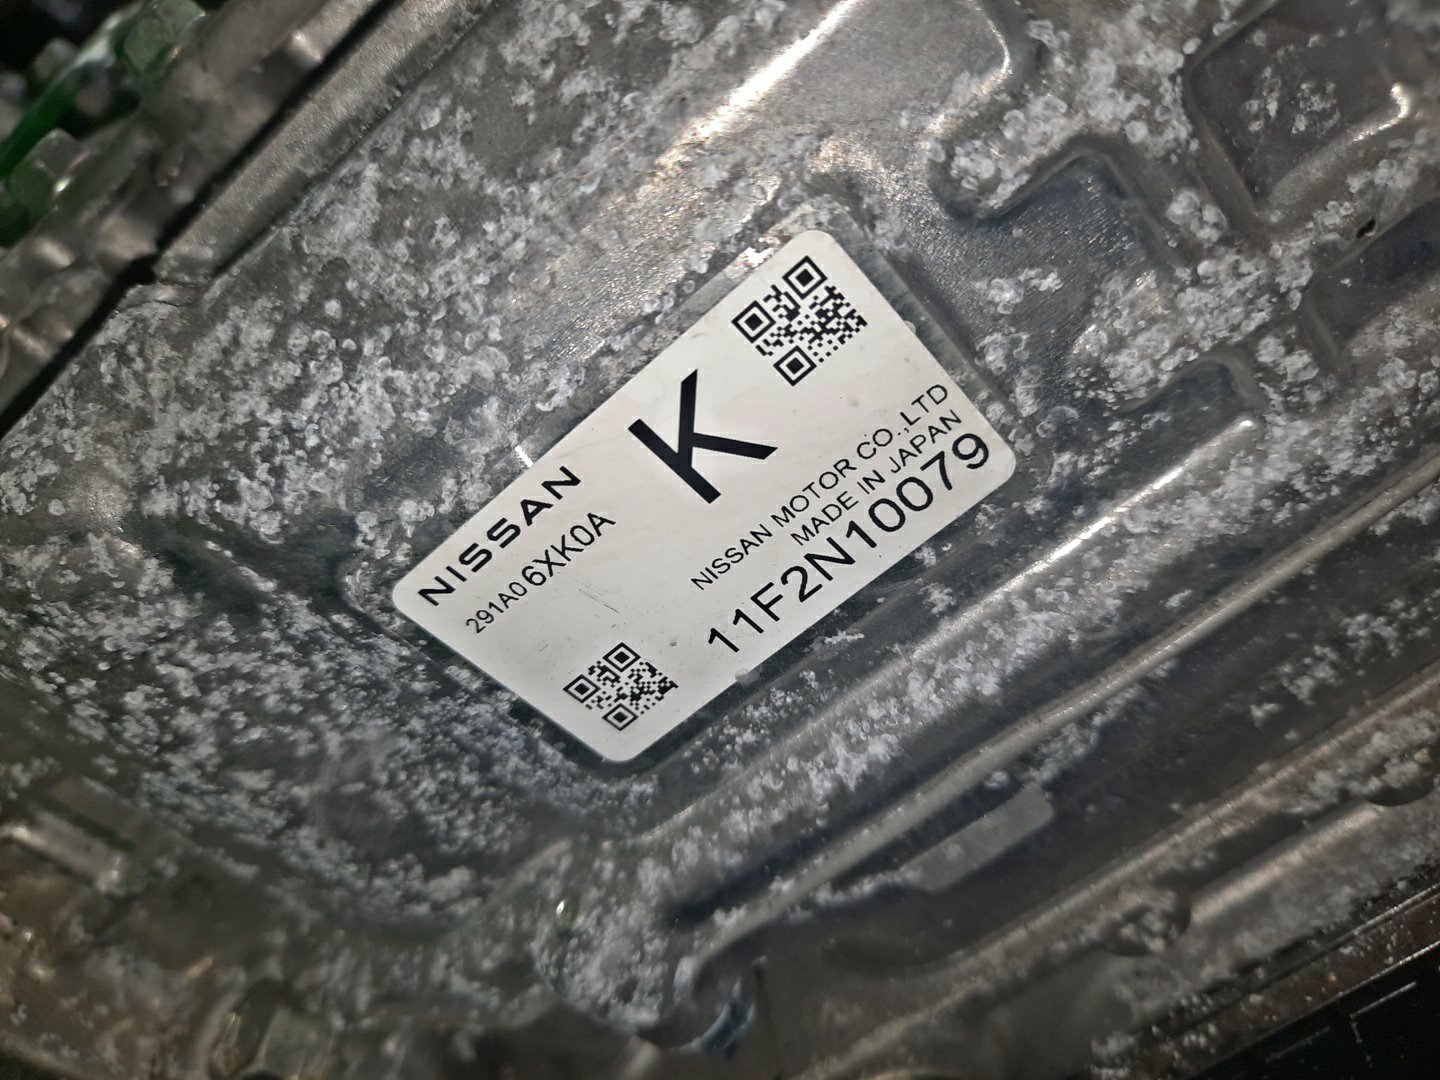 NISSAN
291A0 6XK0A
K
NISSAN MOTOR CO.,LTD
MADE IN JAPAN
11F2N10079